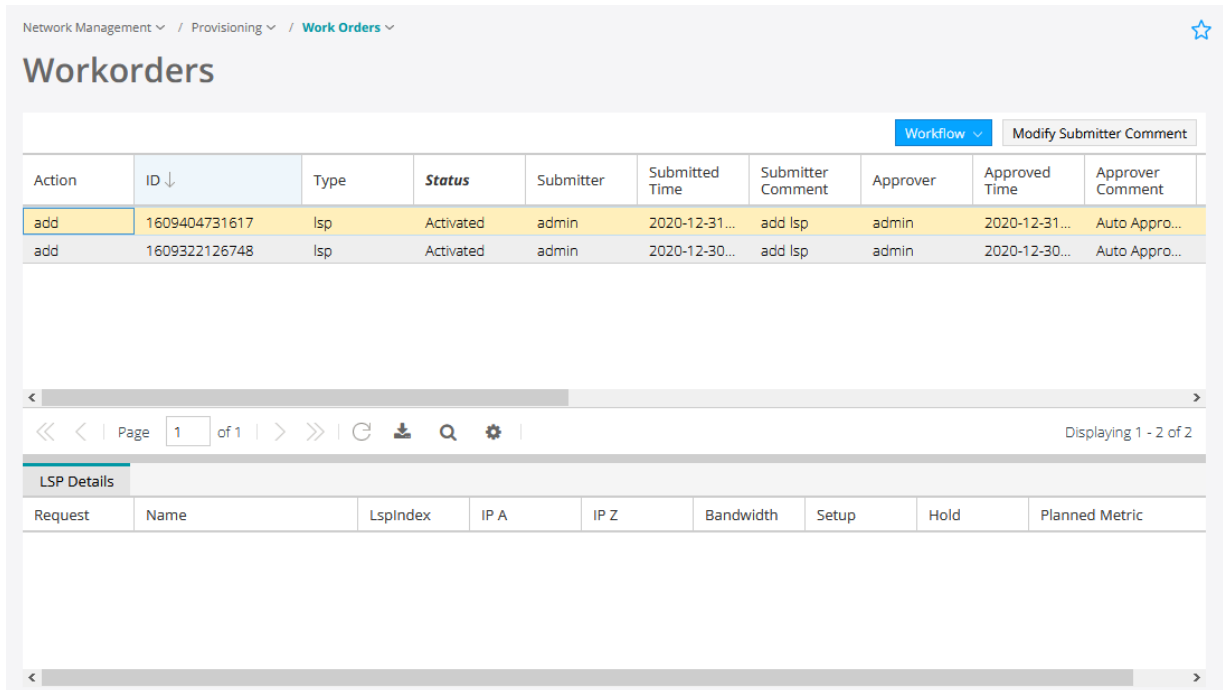 Network Management / Provisioning / Work Orders
Workorders
Workflow Modify Submitter Comment
Action ID Type Status Submitter Submitted Time Submitter Comment Approver Approved Time Approver Comment
add 1609404731617 lsp Activated admin 2020-12-31... add lsp admin 2020-12-31... Auto Appro...
add 1609322126748 lsp Activated admin 2020-12-30... add lsp admin 2020-12-30... Auto Appro...
Page 1 of 1 Displaying 1 - 2 of 2
LSP Details
Request Name LspIndex IP A IP Z Bandwidth Setup Hold Planned Metric